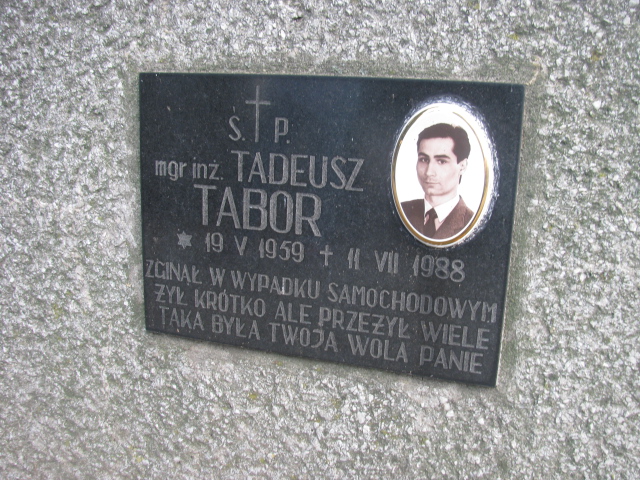 Ś. P.
mgr inż. TADEUSZ
TABOR
19 V 1959 + 11 VII 1988
ZGINĄŁ W WYPADKU SAMOCHODOWYM
ŻYŁ KRÓTKO ALE PRZEŻYŁ WIELE
TAKA BYŁA TWOJA WOLA PANIE